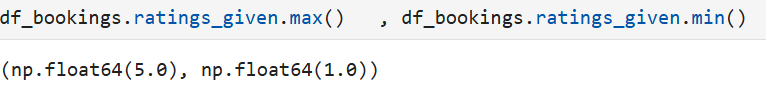 df_bookings.ratings_given.max()   , df_bookings.ratings_given.min()
(np.float64(5.0), np.float64(1.0))